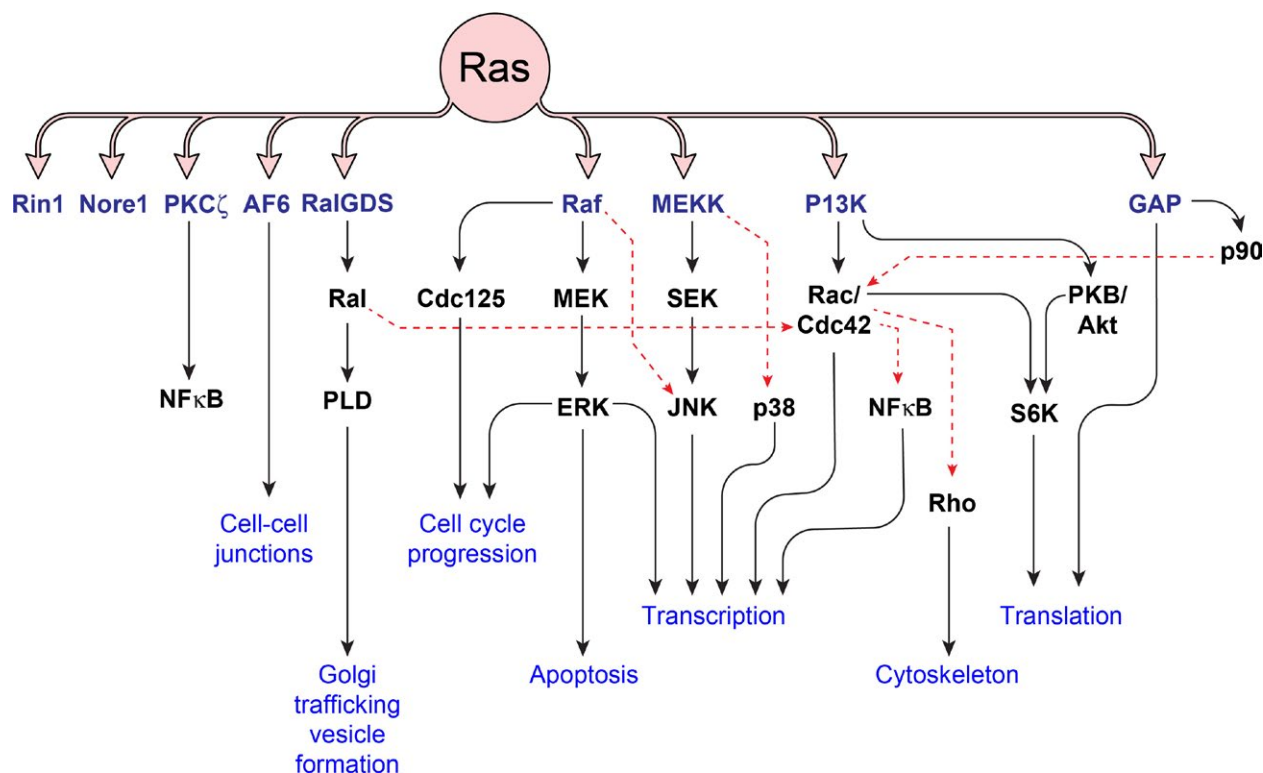 Ras
Rin1
Nore1
PKCζ
AF6
RalGDS
Raf
MEKK
P13K
GAP
p90
Ral
Cdc125
MEK
SEK
Rac/
Cdc42
PKB/
Akt
NFκB
PLD
ERK
JNK
p38
NFκB
S6K
Rho
Cell-cell
junctions
Cell cycle
progression
Transcription
Translation
Golgi
trafficking
vesicle
formation
Apoptosis
Cytoskeleton